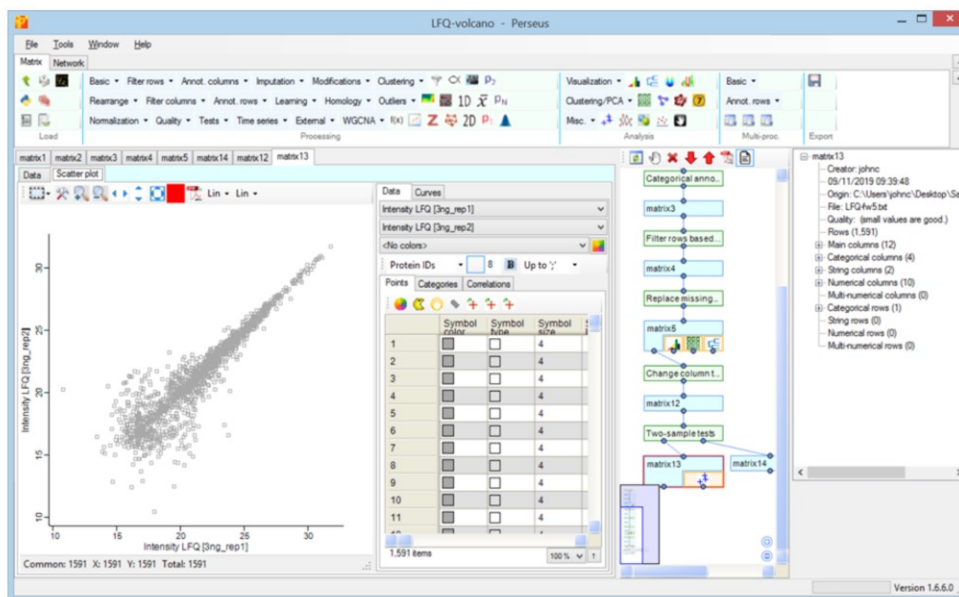 LFQ-volcano - Perseus
File Tools Window Help
Matrix Network
Basic Filter rows Annot. columns Imputation Modifications Clustering
Rearrange Filter columns Annot. rows Learning Homology Outliers 1D
Normalization Quality Tests Time series External WGCNA f(x) Z 2D
Load Processing
Visualization
Clustering/PCA
Misc.
Analysis
Basic
Annot. rows
Multi-proc. Export
matrix1 matrix2 matrix3 matrix4 matrix5 matrix14 matrix12 matrix13
Data Scatter plot
Lin Lin
Intensity LFQ [3ng_rep2]
30
25
20
15
10
10 15 20 25 30
Intensity LFQ [3ng_rep1]
Common: 1591 X: 1591 Y: 1591 Total: 1591
Data Curves
Intensity LFQ [3ng_rep1]
Intensity LFQ [3ng_rep2]
<No colors>
Protein IDs 8 B Up to ';'
Points Categories Correlations
Symbol color Symbol type Symbol size
1 4
2 4
3 4
4 4
5 4
6 4
7 4
8 4
9 4
10 4
11 4
1,591 items 100 %
Categorical anno..
matrix3
Filter rows based..
matrix4
Replace missing..
matrix5
Change column t..
matrix12
Two-sample tests
matrix13 matrix14
matrix13
Creator: johnc
09/11/2019 09:39:48
Origin: C:\Users\johnc\Desktop\Sa
File: LFQ-fw5.txt
Quality: (small values are good.)
Rows (1,591)
Main columns (12)
Categorical columns (4)
String columns (2)
Numerical columns (10)
Multi-numerical columns (0)
Categorical rows (1)
String rows (0)
Numerical rows (0)
Multi-numerical rows (0)
Version 1.6.6.0